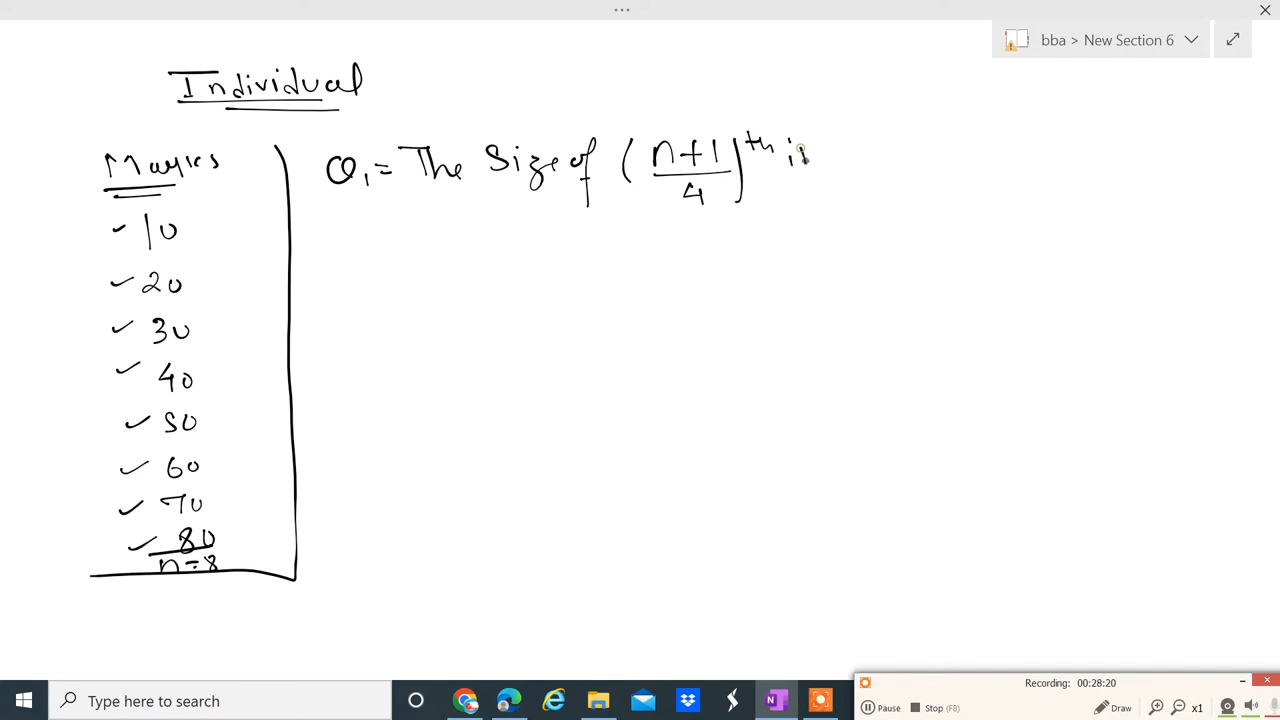 bba > New Section 6
Individual
Marks
10
20
30
40
50
60
70
80
n=8
Q₁ = The Size of (n+1/4)th i
Type here to search
Recording: 00:28:20
Pause
Stop (F8)
Draw
x1